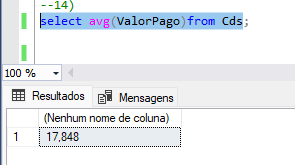 --14)
select avg(ValorPago)from Cds;
100 %
Resultados Mensagens
(Nenhum nome de coluna)
1 17,848